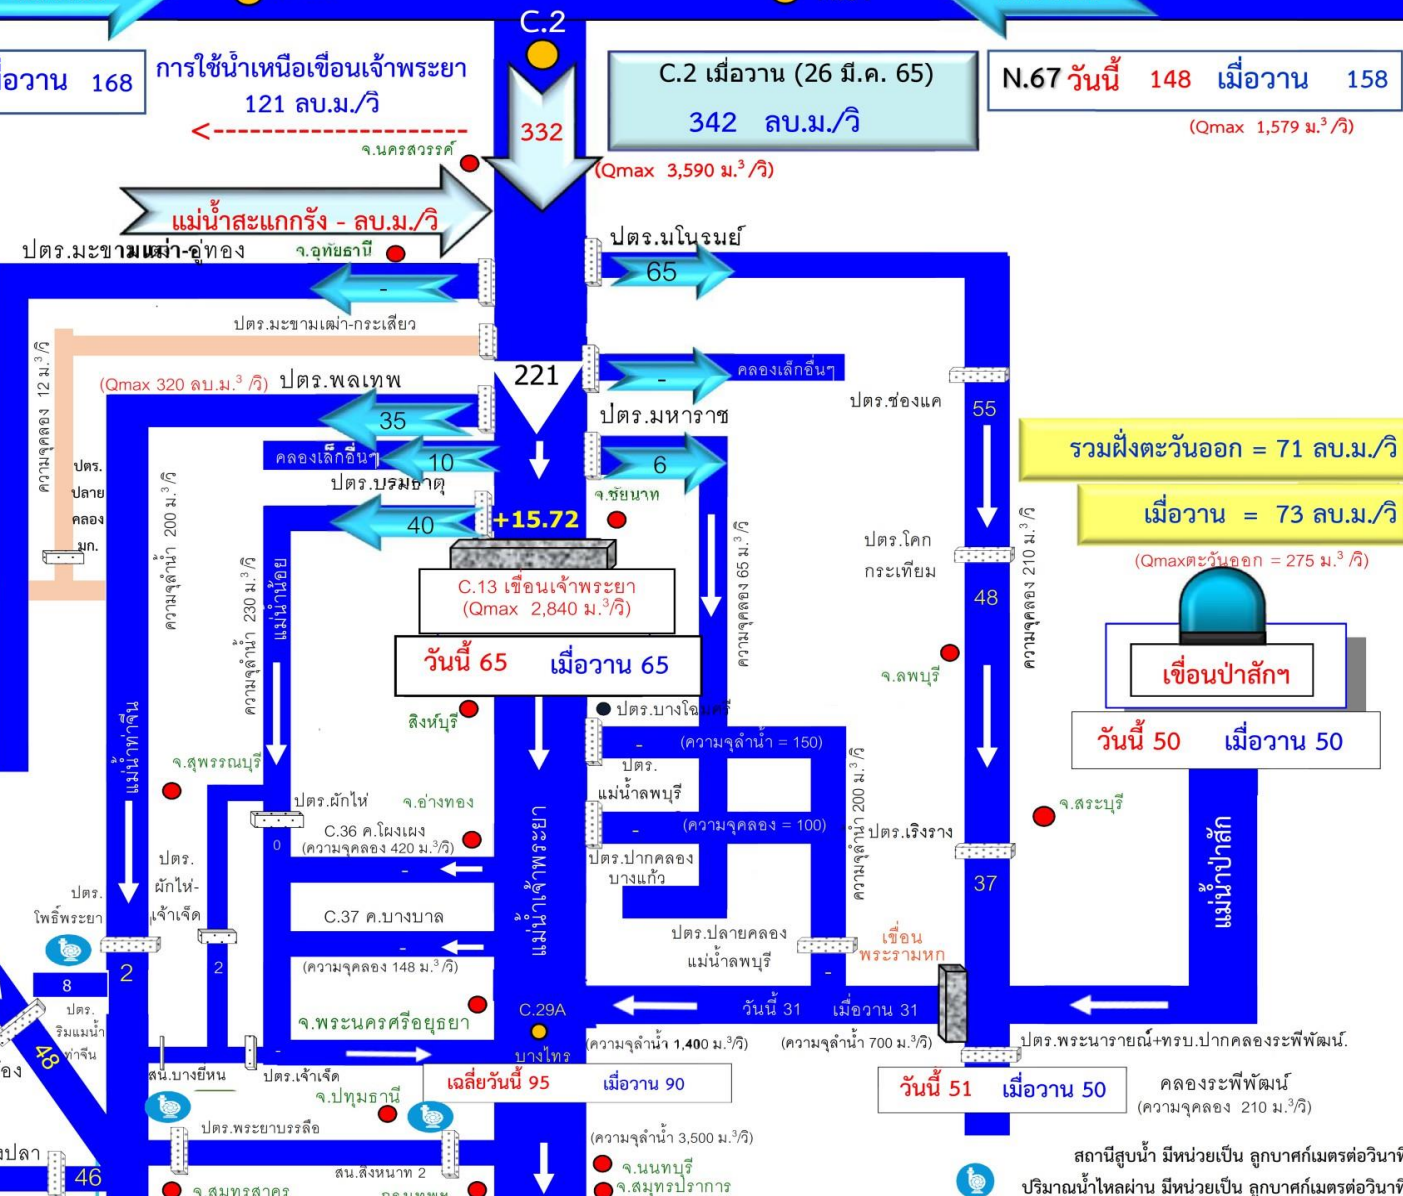 C.2
เมื่อวาน 168
การใช้น้ำเหนือเขื่อนเจ้าพระยา
121 ลบ.ม./วิ
<--------------------
332
C.2 เมื่อวาน (26 มี.ค. 65)
342 ลบ.ม./วิ
N.67 วันนี้ 148 เมื่อวาน 158
(Qmax 1,579 ม.³/วิ)
จ.นครสวรรค์
(Qmax 3,590 ม.³/วิ)
แม่น้ำสะแกกรัง - ลบ.ม./วิ
ปตร.มะขามเฒ่า-อู่ทอง
จ.อุทัยธานี
-
ปตร.มโนรมย์
65
ปตร.มะขามเฒ่า-กระเสียว
ความจุคลอง 12 ม.³/วิ
(Qmax 320 ลบ.ม.³ /วิ)
ปตร.พลเทพ
35
221
-
คลองเล็กอื่นๆ
ปตร.มหาราช
6
ปตร.ช่องแค
55
รวมฝั่งตะวันออก = 71 ลบ.ม./วิ
เมื่อวาน = 73 ลบ.ม./วิ
(Qmaxตะวันออก = 275 ม.³/วิ)
คลองเล็กอื่นๆ
10
ปตร.บรมธาตุ
40
+15.72
จ.ชัยนาท
ปตร.
ปลาย
คลอง
มก.
ความจุลำน้ำ 200 ม.³/วิ
ความจุลำน้ำ 230 ม.³/วิ
แม่น้ำน้อย
C.13 เขื่อนเจ้าพระยา
(Qmax 2,840 ม.³/วิ)
วันนี้ 65 เมื่อวาน 65
ความจุคลอง 65 ม.³/วิ
ปตร.โคก
กระเทียม
48
ความจุคลอง 210 ม.³/วิ
จ.ลพบุรี
เขื่อนป่าสักฯ
วันนี้ 50 เมื่อวาน 50
แม่น้ำท่าจีน
สิงห์บุรี
ปตร.บางโฉมศรี
-
(ความจุลำน้ำ = 150)
ปตร.
แม่น้ำลพบุรี
จ.สุพรรณบุรี
ปตร.ผักไห่
จ.อ่างทอง
0
C.36 ค.โผงเผง
(ความจุคลอง 420 ม.³/วิ)
-
แม่น้ำเจ้าพระยา
-
(ความจุคลอง = 100)
ปตร.ปากคลอง
บางแก้ว
ความจุลำน้ำ 200 ม.³/วิ
ปตร.เริงราง
37
จ.สระบุรี
แม่น้ำป่าสัก
ปตร.
ผักไห่-
เจ้าเจ็ด
ปตร.
โพธิ์พระยา
2
2
C.37 ค.บางบาล
-
(ความจุคลอง 148 ม.³/วิ)
ปตร.ปลายคลอง
แม่น้ำลพบุรี
-
เขื่อน
พระรามหก
8
ปตร.
ริมแม่น้ำ
ท่าจีน
48
จ.พระนครศรีอยุธยา
C.29A
บางไทร
วันนี้ 31 เมื่อวาน 31
(ความจุลำน้ำ 1,400 ม.³/วิ)
(ความจุลำน้ำ 700 ม.³/วิ)
ปตร.พระนารายณ์+ทรบ.ปากคลองระพีพัฒน์.
สน.บางยี่หน
-
ปตร.เจ้าเจ็ด
เฉลี่ยวันนี้ 95 เมื่อวาน 90
วันนี้ 51 เมื่อวาน 50
คลองระพีพัฒน์
(ความจุคลอง 210 ม.³/วิ)
จ.ปทุมธานี
ปตร.พระยาบรรลือ
(ความจุลำน้ำ 3,500 ม.³/วิ)
46
สน.สิงหนาท 2
จ.นนทบุรี
จ.สมุทรปราการ
จ.สมุทรสาคร
สถานีสูบน้ำ มีหน่วยเป็น ลูกบาศก์เมตรต่อวินาที
ปริมาณน้ำไหลผ่าน มีหน่วยเป็น ลูกบาศก์เมตรต่อวินาที